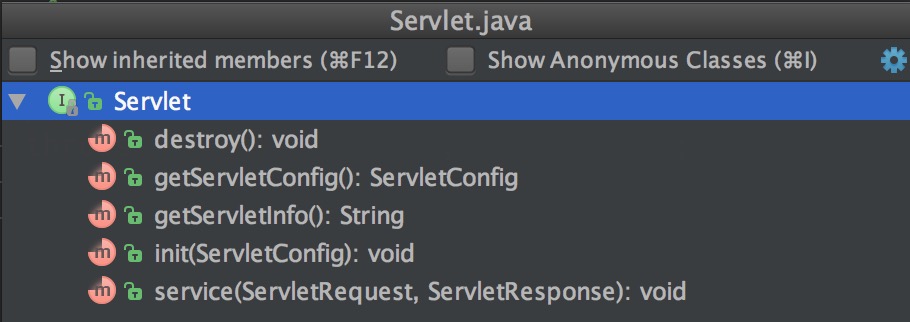 Servlet.java
Show inherited members (⌘F12) Show Anonymous Classes (⌘I)
I Servlet
m destroy(): void
m getServletConfig(): ServletConfig
m getServletInfo(): String
m init(ServletConfig): void
m service(ServletRequest, ServletResponse): void